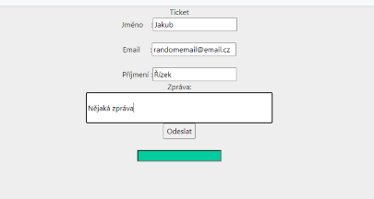 Ticket
Jméno : Jakub
Email : randomemail@email.cz
Příjmení : Řízek
Zpráva:
Nějaká zpráva
Odeslat